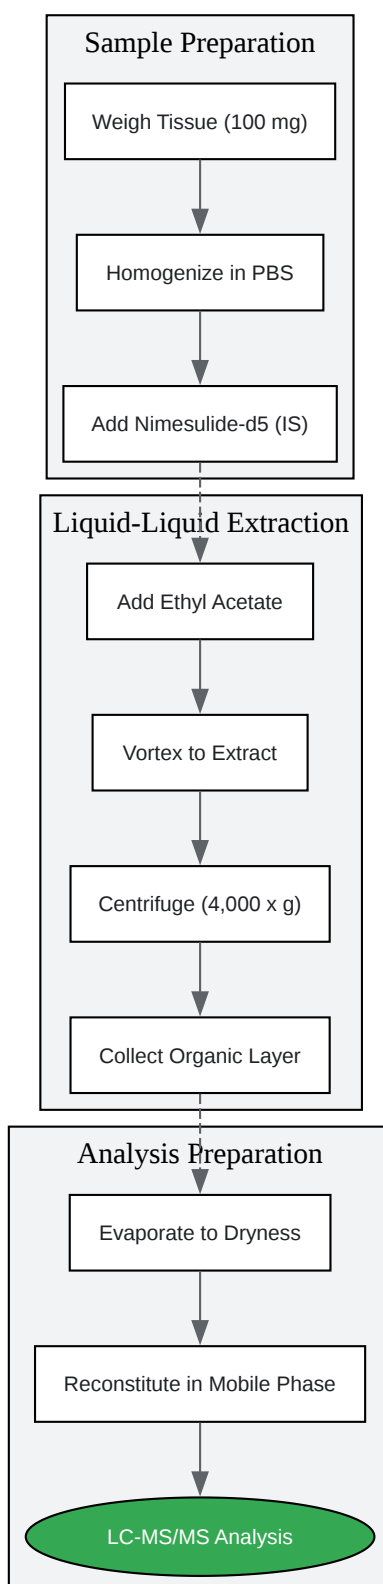 Sample Preparation
Weigh Tissue (100 mg)
Homogenize in PBS
Add Nimesulide-d5 (IS)
Liquid-Liquid Extraction
Add Ethyl Acetate
Vortex to Extract
Centrifuge (4,000 x g)
Collect Organic Layer
Analysis Preparation
Evaporate to Dryness
Reconstitute in Mobile Phase
LC-MS/MS Analysis